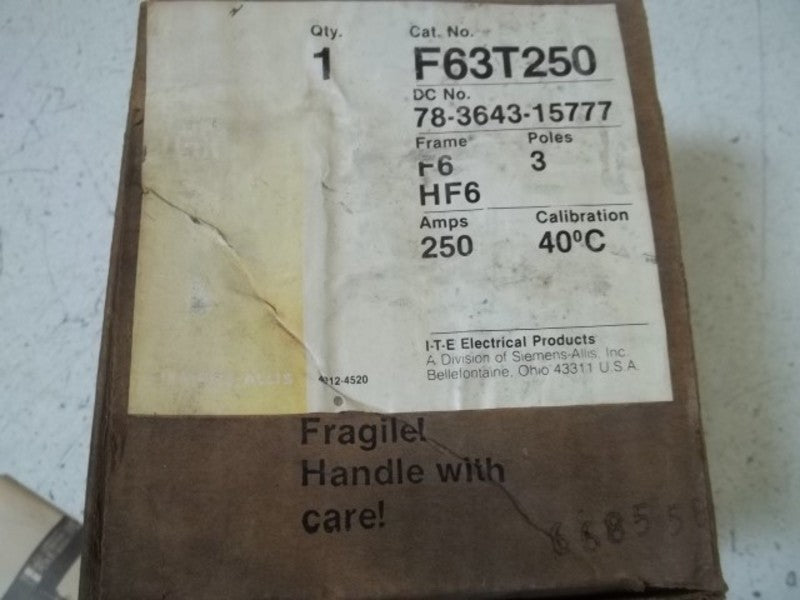 Qty. Cat. No.
1 F63T250
DC No.
78-3643-15777
Frame Poles
F6 3
HF6
Amps Calibration
250 40ºC
I-T-E Electrical Products
A Division of Siemens-Allis, Inc.
Bellefontaine, Ohio 43311 U.S.A.
Fragile!
Handle with
care!